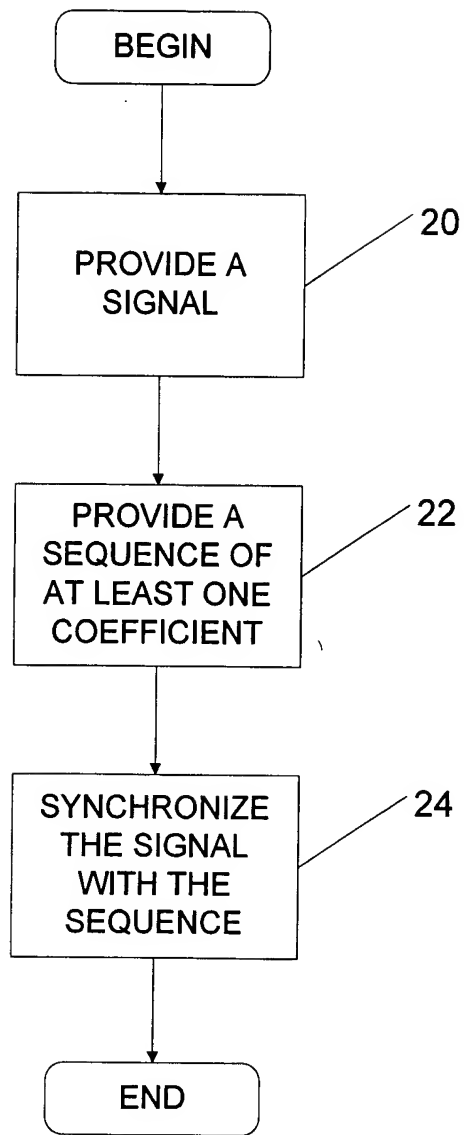 BEGIN
PROVIDE A
SIGNAL
20
PROVIDE A
SEQUENCE OF
AT LEAST ONE
COEFFICIENT
22
SYNCHRONIZE
THE SIGNAL
WITH THE
SEQUENCE
24
END